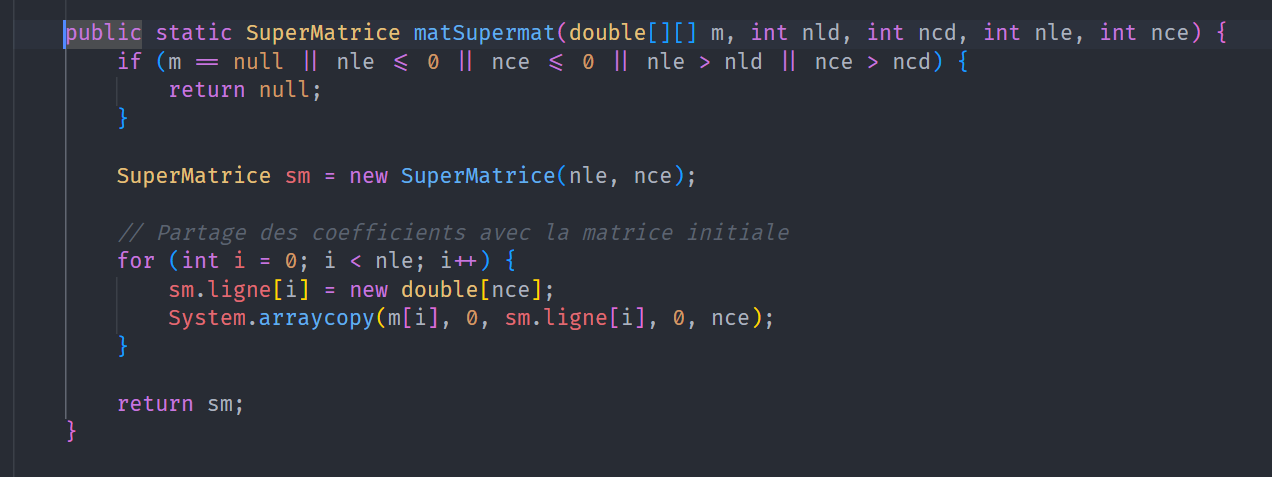 public static SuperMatrice matSupermat(double[][] m, int nld, int ncd, int nle, int nce) {
if (m == null || nle <= 0 || nce <= 0 || nle > nld || nce > ncd) {
return null;
}
SuperMatrice sm = new SuperMatrice(nle, nce);
// Partage des coefficients avec la matrice initiale
for (int i = 0; i < nle; i++) {
sm.ligne[i] = new double[nce];
System.arraycopy(m[i], 0, sm.ligne[i], 0, nce);
}
return sm;
}